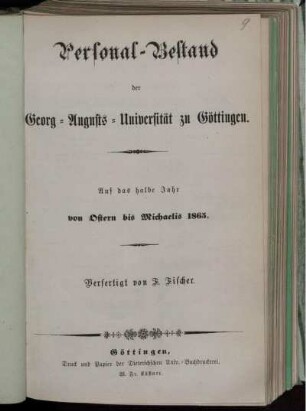 9
Personal-Bestand
der
Georg-Augusts-Universität zu Göttingen.
Auf das halbe Jahr
von Ostern bis Michaelis 1865.
Verfertigt von F. Fischer.
Göttingen,
Druck und Papier der Dieterichschen Univ.-Buchdruckerei.
W. Fr. Kästner.